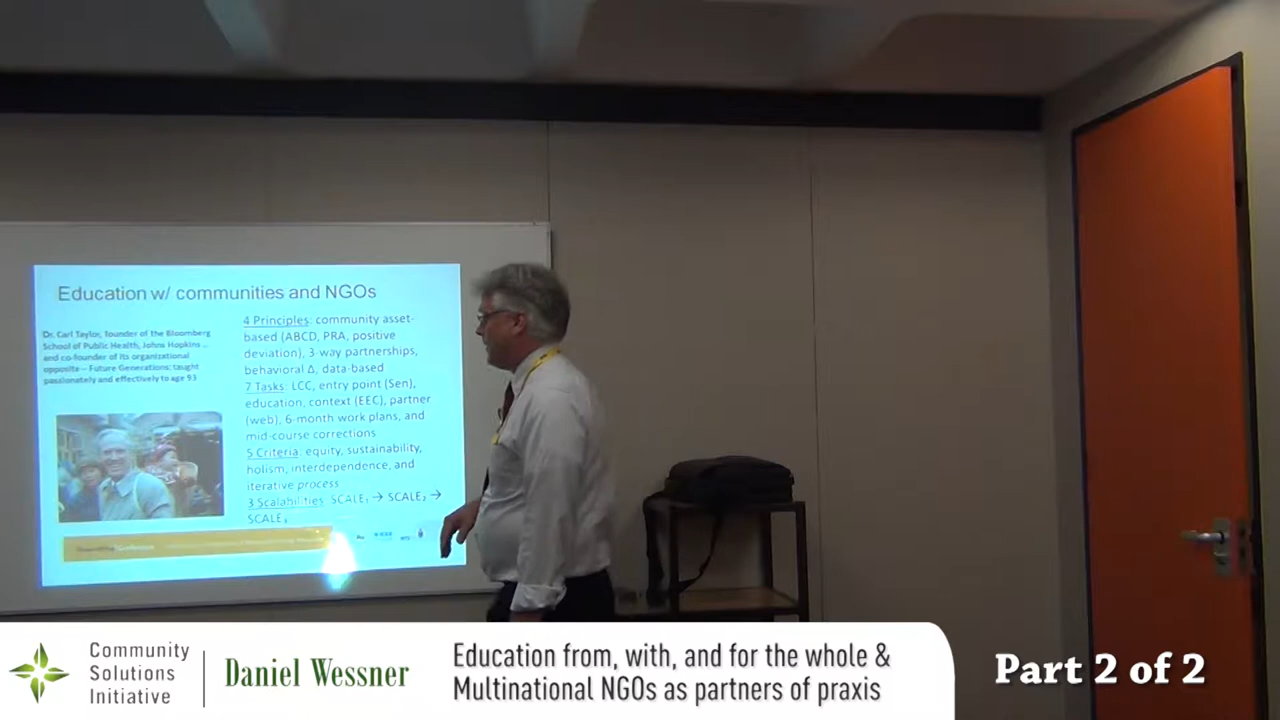 Education w/ communities and NGOs
Dr. Carl Taylor, founder of the Bloomberg
School of Public Health, Johns Hopkins ...
and co-founder of its organizational
opposite – Future Generations; taught
passionately and effectively to age 93
4 Principles: community asset-
based (ABCD, PRA, positive
deviation), 3-way partnerships,
behavioral Δ, data-based
7 Tasks: LCC, entry point (Sen),
education, context (EEC), partner
(web), 6-month work plans, and
mid-course corrections
5 Criteria: equity, sustainability,
holism, interdependence, and
iterative process
3 Scalabilities: SCALE₁ → SCALE₂ →
SCALE₃
Community
Solutions
Initiative
Daniel Wessner
Education from, with, and for the whole &
Multinational NGOs as partners of praxis
Part 2 of 2